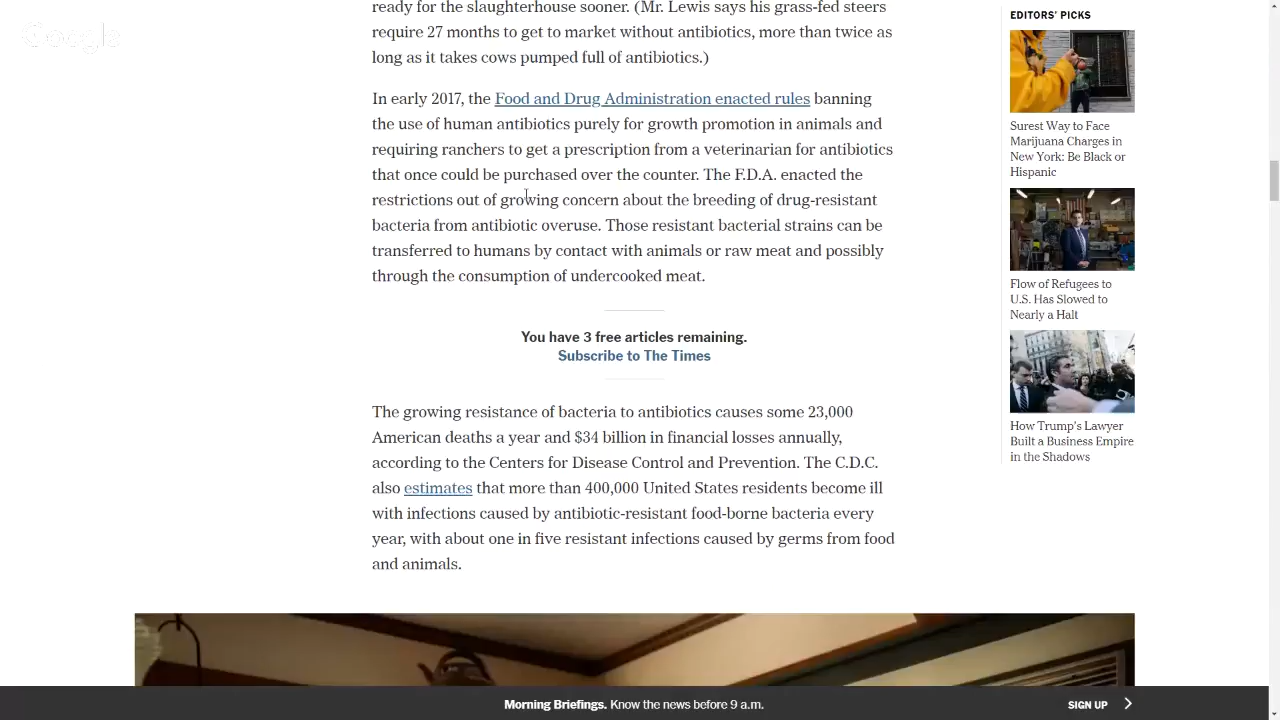 ready for the slaughterhouse sooner. (Mr. Lewis says his grass-fed steers
require 27 months to get to market without antibiotics, more than twice as
long as it takes cows pumped full of antibiotics.)
In early 2017, the Food and Drug Administration enacted rules banning
the use of human antibiotics purely for growth promotion in animals and
requiring ranchers to get a prescription from a veterinarian for antibiotics
that once could be purchased over the counter. The F.D.A. enacted the
restrictions out of growing concern about the breeding of drug-resistant
bacteria from antibiotic overuse. Those resistant bacterial strains can be
transferred to humans by contact with animals or raw meat and possibly
through the consumption of undercooked meat.
You have 3 free articles remaining.
Subscribe to The Times
The growing resistance of bacteria to antibiotics causes some 23,000
American deaths a year and $34 billion in financial losses annually,
according to the Centers for Disease Control and Prevention. The C.D.C.
also estimates that more than 400,000 United States residents become ill
with infections caused by antibiotic-resistant food-borne bacteria every
year, with about one in five resistant infections caused by germs from food
and animals.
EDITORS’ PICKS
Surest Way to Face
Marijuana Charges in
New York: Be Black or
Hispanic
Flow of Refugees to
U.S. Has Slowed to
Nearly a Halt
How Trump’s Lawyer
Built a Business Empire
in the Shadows
Google
Morning Briefings. Know the news before 9 a.m.
SIGN UP